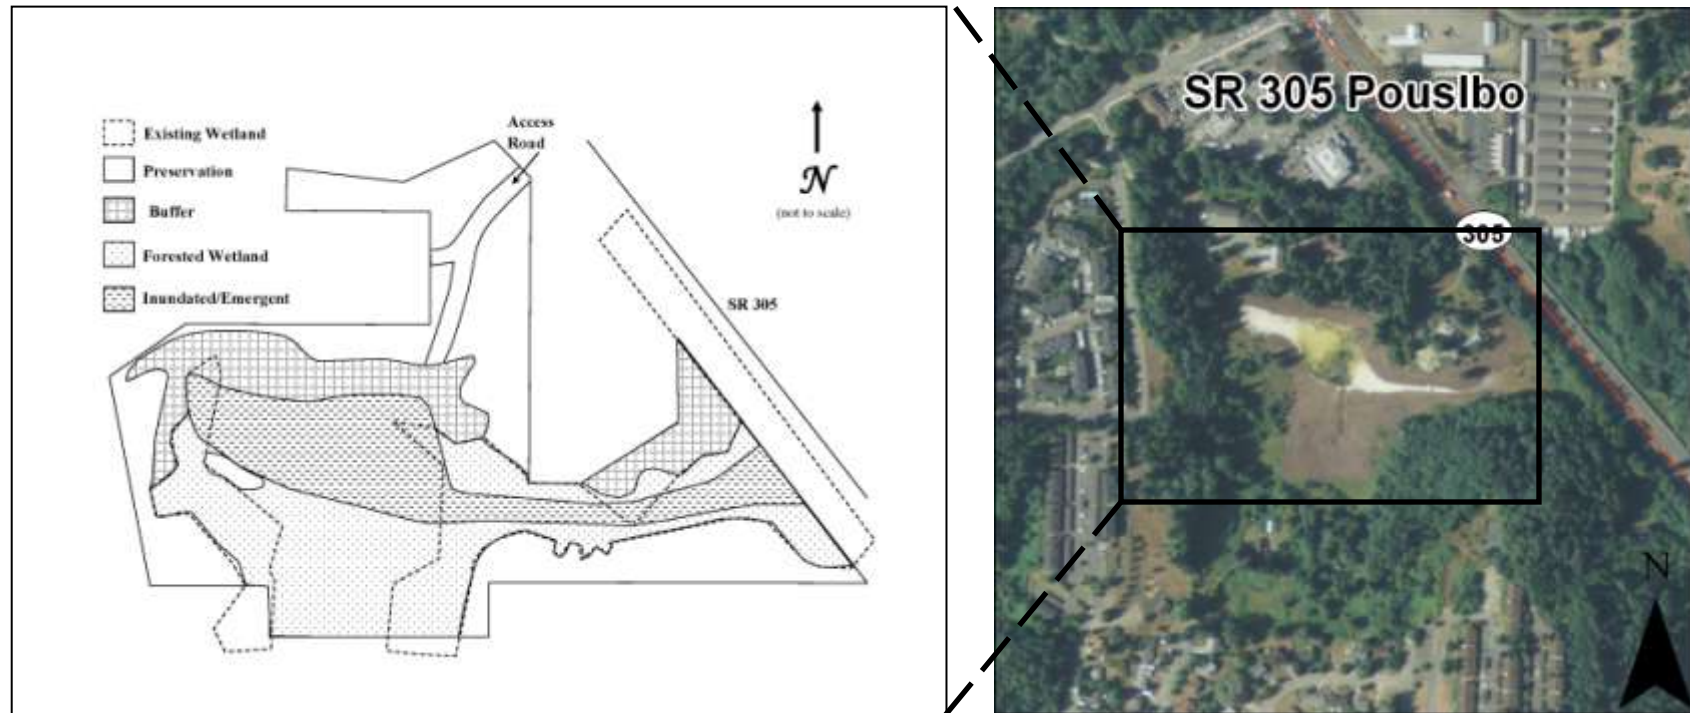 Existing Wetland
Preservation
Buffer
Forested Wetland
Inundated/Emergent
Access
Road
N
(not to scale)
SR 305
SR 305 Pouslbo
305
N